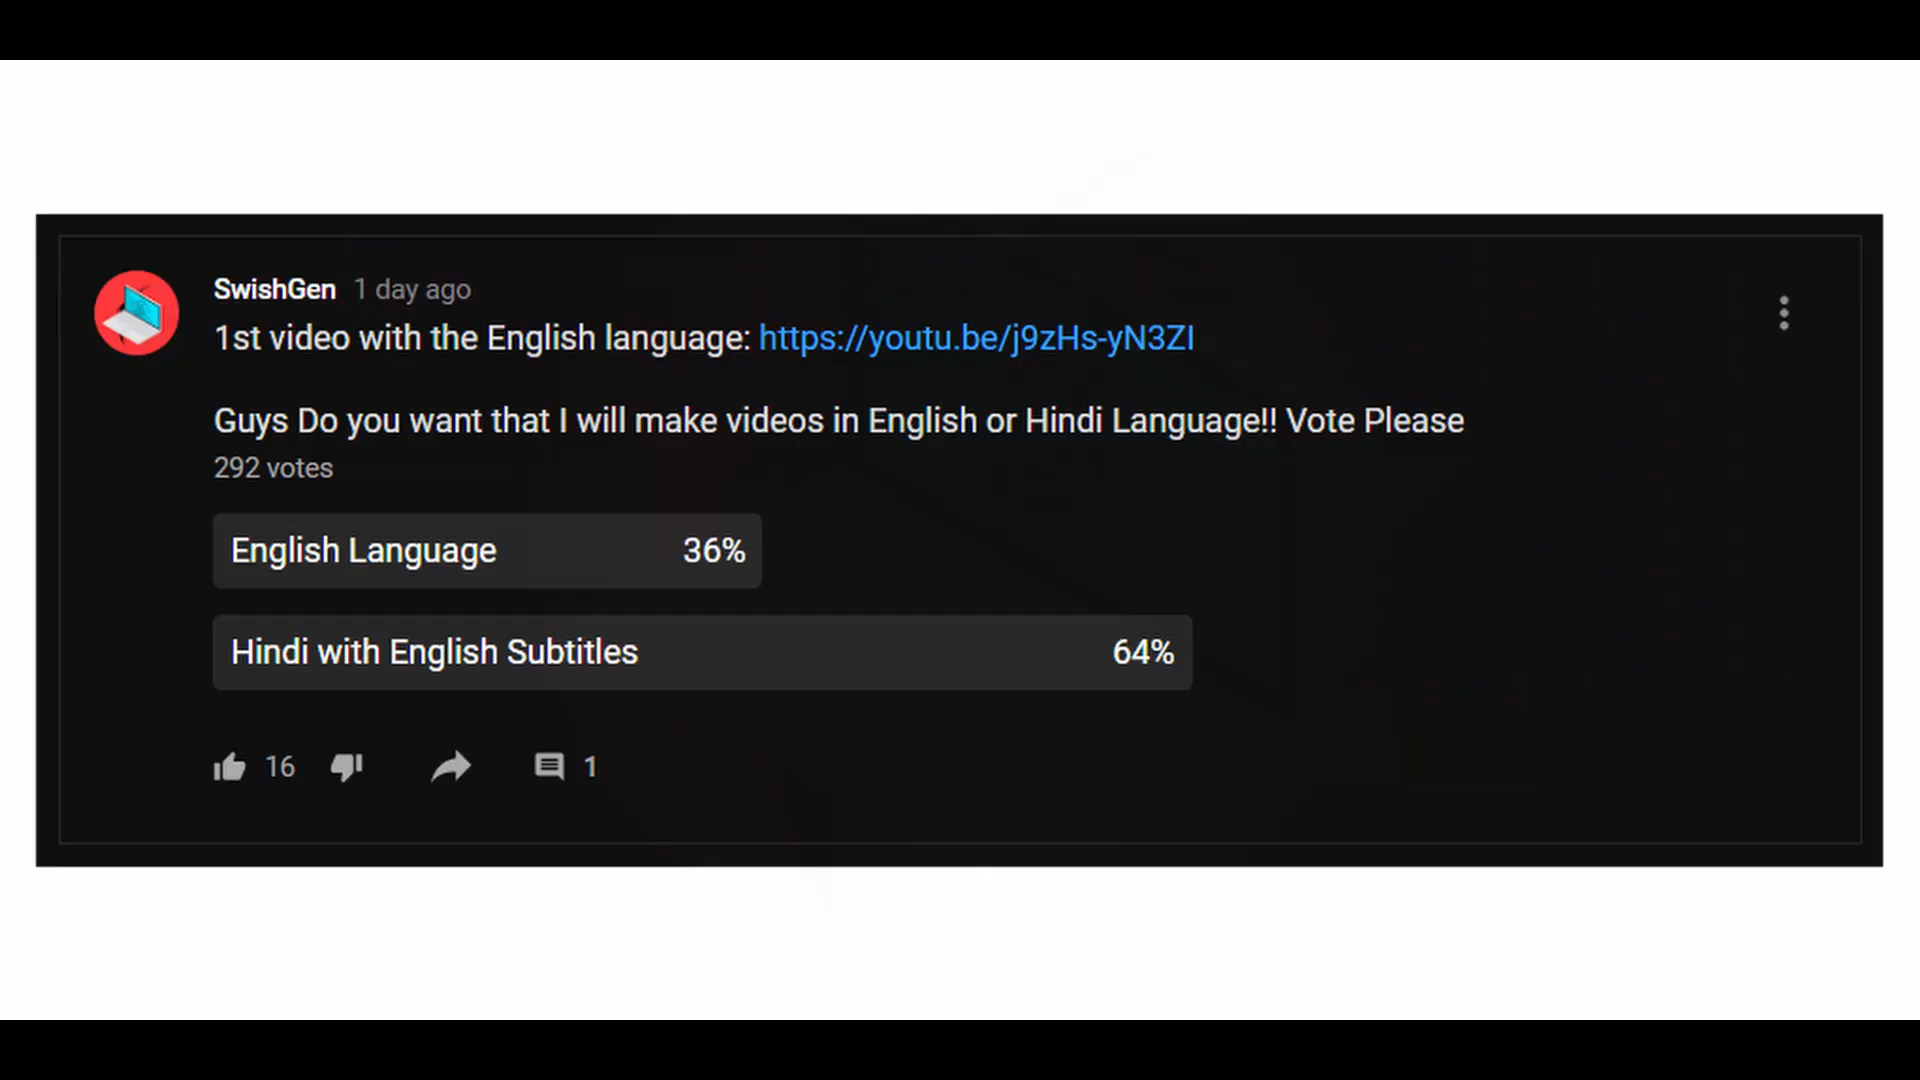 SwishGen 1 day ago
1st video with the English language: https://youtu.be/j9zHs-yN3ZI
Guys Do you want that I will make videos in English or Hindi Language!! Vote Please
292 votes
English Language 36%
Hindi with English Subtitles 64%
16 1